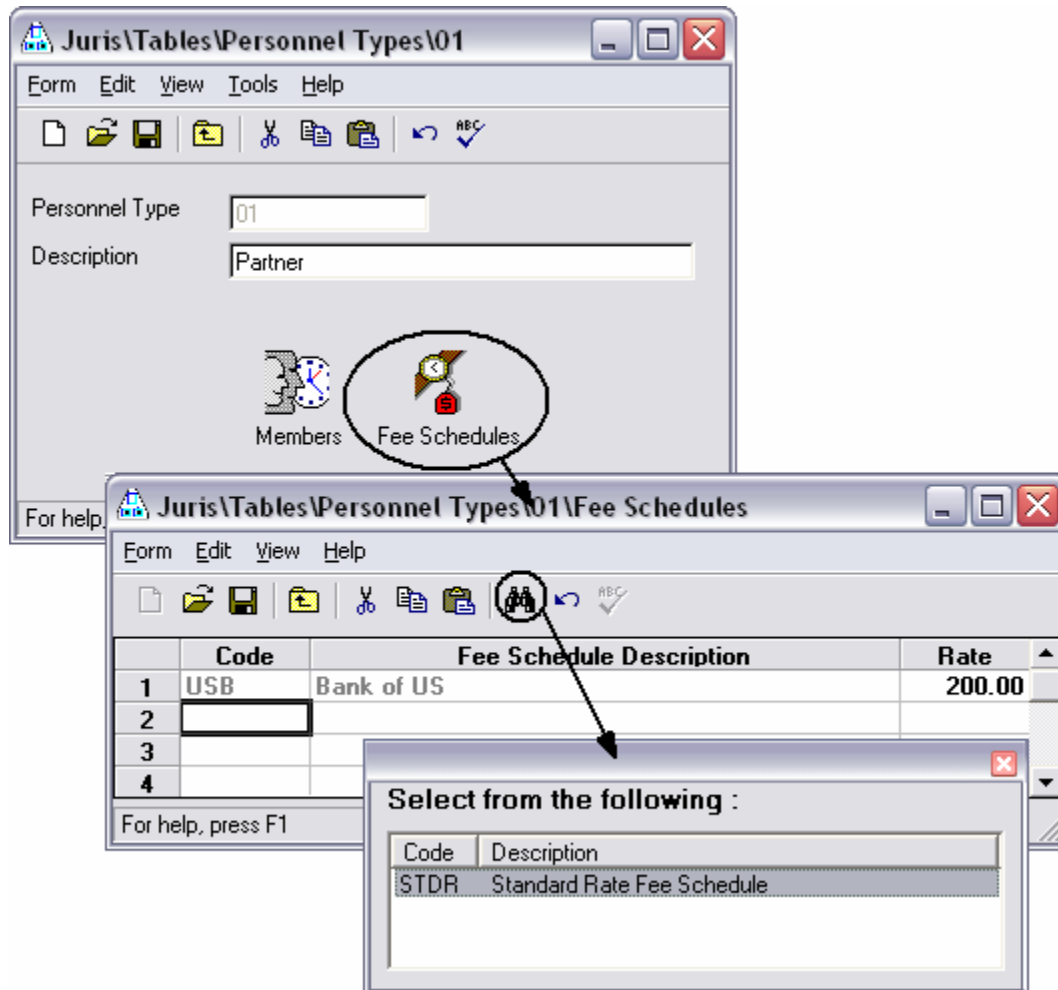 Juris\Tables\Personnel Types\01
Form Edit View Tools Help
ABC
Personnel Type 01
Description Partner
Members Fee Schedules
For help,
Juris\Tables\Personnel Types\01\Fee Schedules
Form Edit View Help
ABC
Code Fee Schedule Description Rate
1 USB Bank of US 200.00
2
3
4
For help, press F1
Select from the following :
Code Description
STDR Standard Rate Fee Schedule